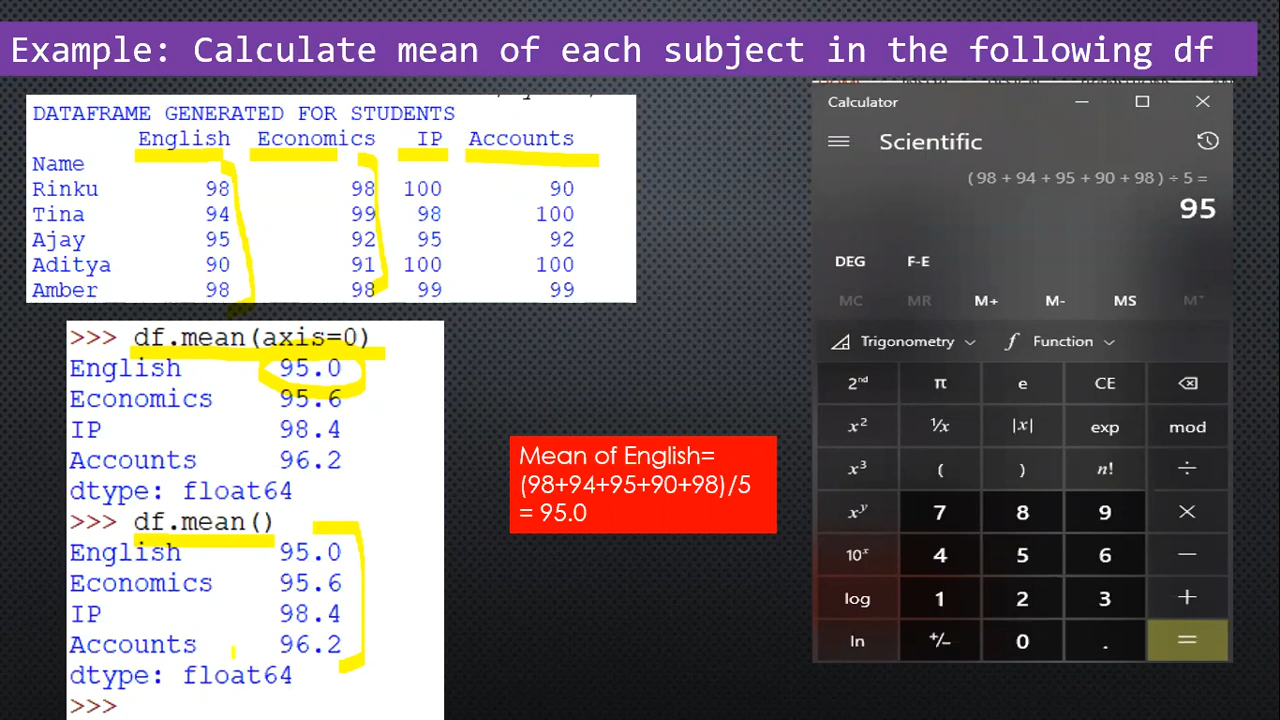 Example: Calculate mean of each subject in the following df
DATAFRAME GENERATED FOR STUDENTS
English Economics IP Accounts
Name
Rinku 98 98 100 90
Tina 94 99 98 100
Ajay 95 92 95 92
Aditya 90 91 100 100
Amber 98 98 99 99
>>> df.mean(axis=0)
English 95.0
Economics 95.6
IP 98.4
Accounts 96.2
dtype: float64
>>> df.mean()
English 95.0
Economics 95.6
IP 98.4
Accounts 96.2
dtype: float64
>>>
Mean of English=
(98+94+95+90+98)/5
= 95.0
Calculator
Scientific
(98 + 94 + 95 + 90 + 98) ÷ 5 =
95
DEG F-E
MC MR M+ M- MS M˅
Trigonometry Function
2ⁿᵈ π e CE
x² ¹/x |x| exp mod
x³ ( ) n! ÷
xʸ 7 8 9 ×
10ˣ 4 5 6 −
log 1 2 3 +
ln +/− 0 . =